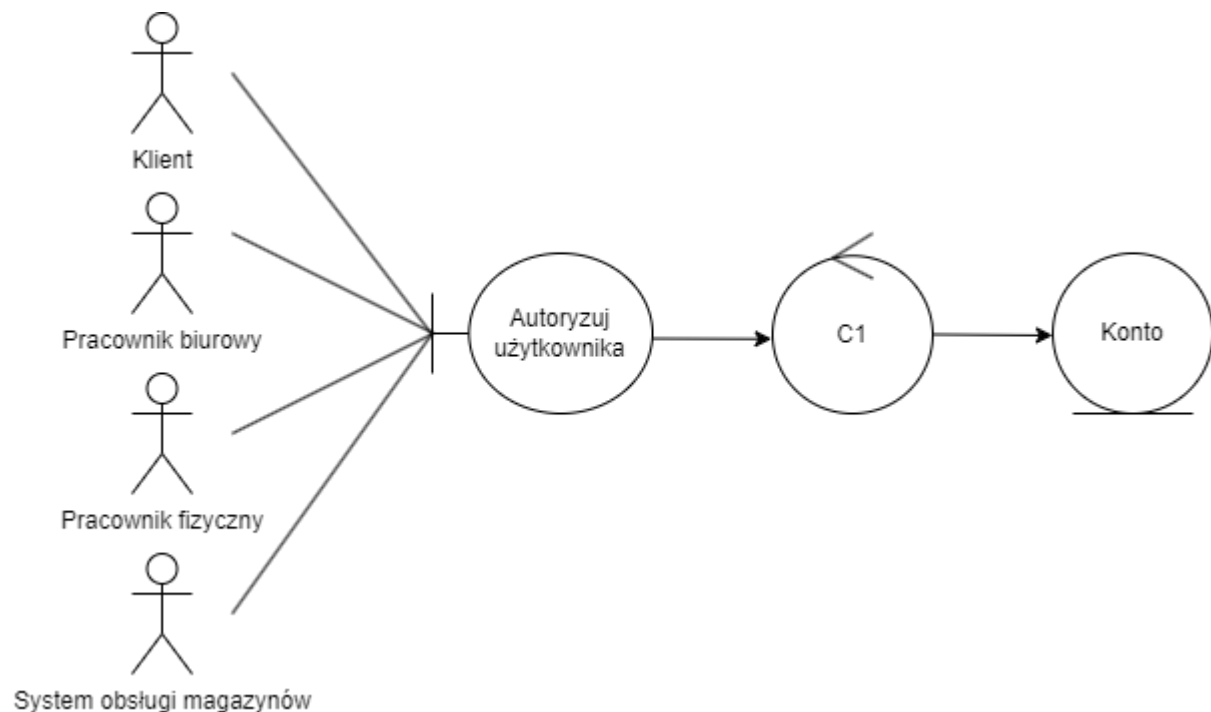 Klient
Pracownik biurowy
Pracownik fizyczny
System obsługi magazynów
Autoryzuj
użytkownika
C1
Konto